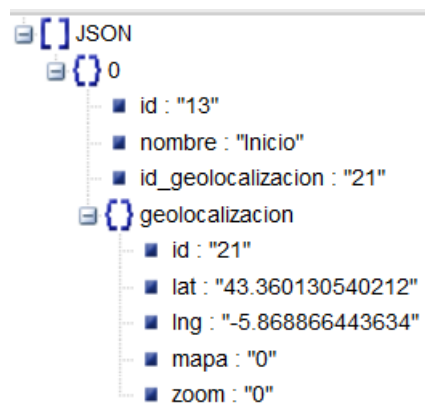 JSON
0
id : "13"
nombre : "Inicio"
id_geolocalizacion : "21"
geolocalizacion
id : "21"
lat : "43.360130540212"
lng : "-5.868866443634"
mapa : "0"
zoom : "0"